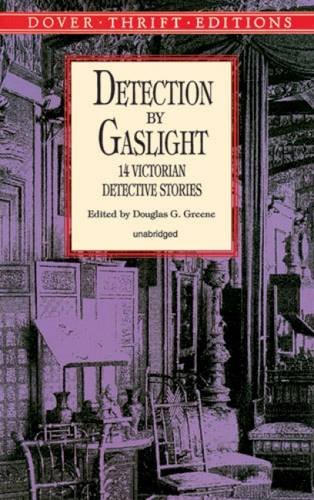 DOVER · THRIFT · EDITIONS
DETECTION
BY
GASLIGHT
14 VICTORIAN
DETECTIVE STORIES
Edited by Douglas G. Greene
unabridged